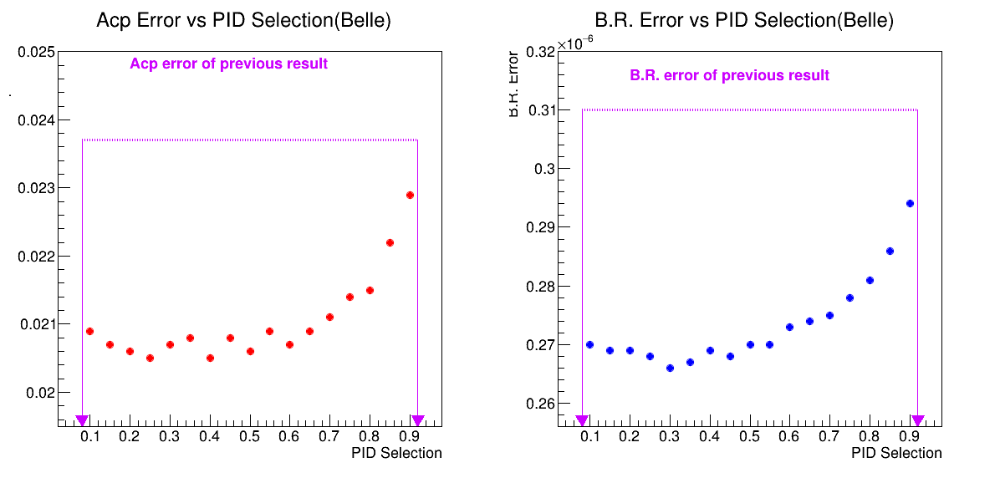 Acp Error vs PID Selection(Belle)
0.025
0.024
0.023
0.022
0.021
0.02
Acp error of previous result
0.1 0.2 0.3 0.4 0.5 0.6 0.7 0.8 0.9
PID Selection
B.R. Error vs PID Selection(Belle)
×10⁻⁶
B.R. Error
0.32
0.31
0.3
0.29
0.28
0.27
0.26
B.R. error of previous result
0.1 0.2 0.3 0.4 0.5 0.6 0.7 0.8 0.9
PID Selection